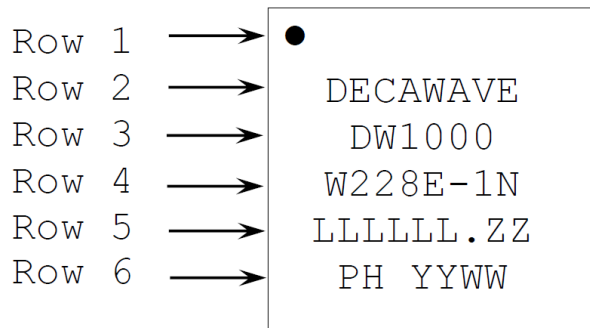 Row 1 ●
Row 2 DECAWAVE
Row 3 DW1000
Row 4 W228E-1N
Row 5 LLLLLL.ZZ
Row 6 PH YYWW